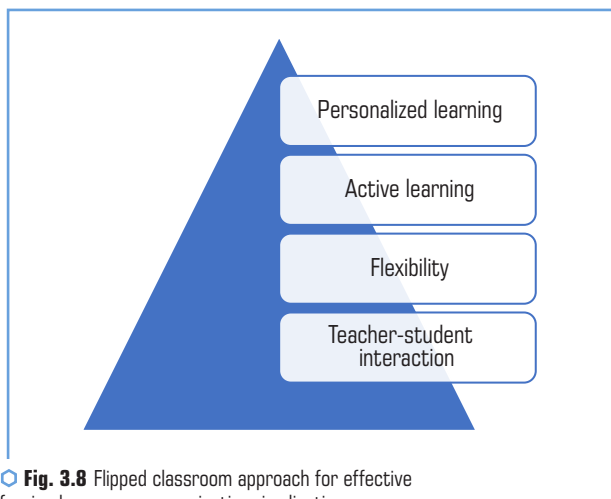 Personalized learning
Active learning
Flexibility
Teacher-student
interaction
Fig. 3.8 Flipped classroom approach for effective